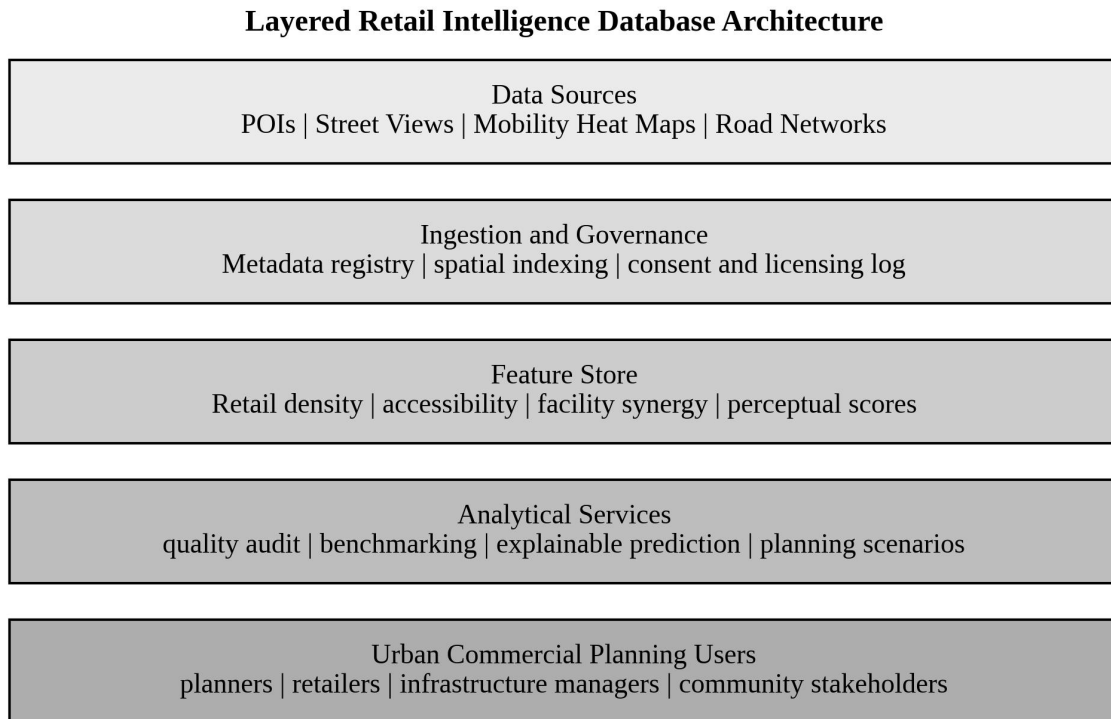 Layered Retail Intelligence Database Architecture
Data Sources
POIs | Street Views | Mobility Heat Maps | Road Networks
Ingestion and Governance
Metadata registry | spatial indexing | consent and licensing log
Feature Store
Retail density | accessibility | facility synergy | perceptual scores
Analytical Services
quality audit | benchmarking | explainable prediction | planning scenarios
Urban Commercial Planning Users
planners | retailers | infrastructure managers | community stakeholders